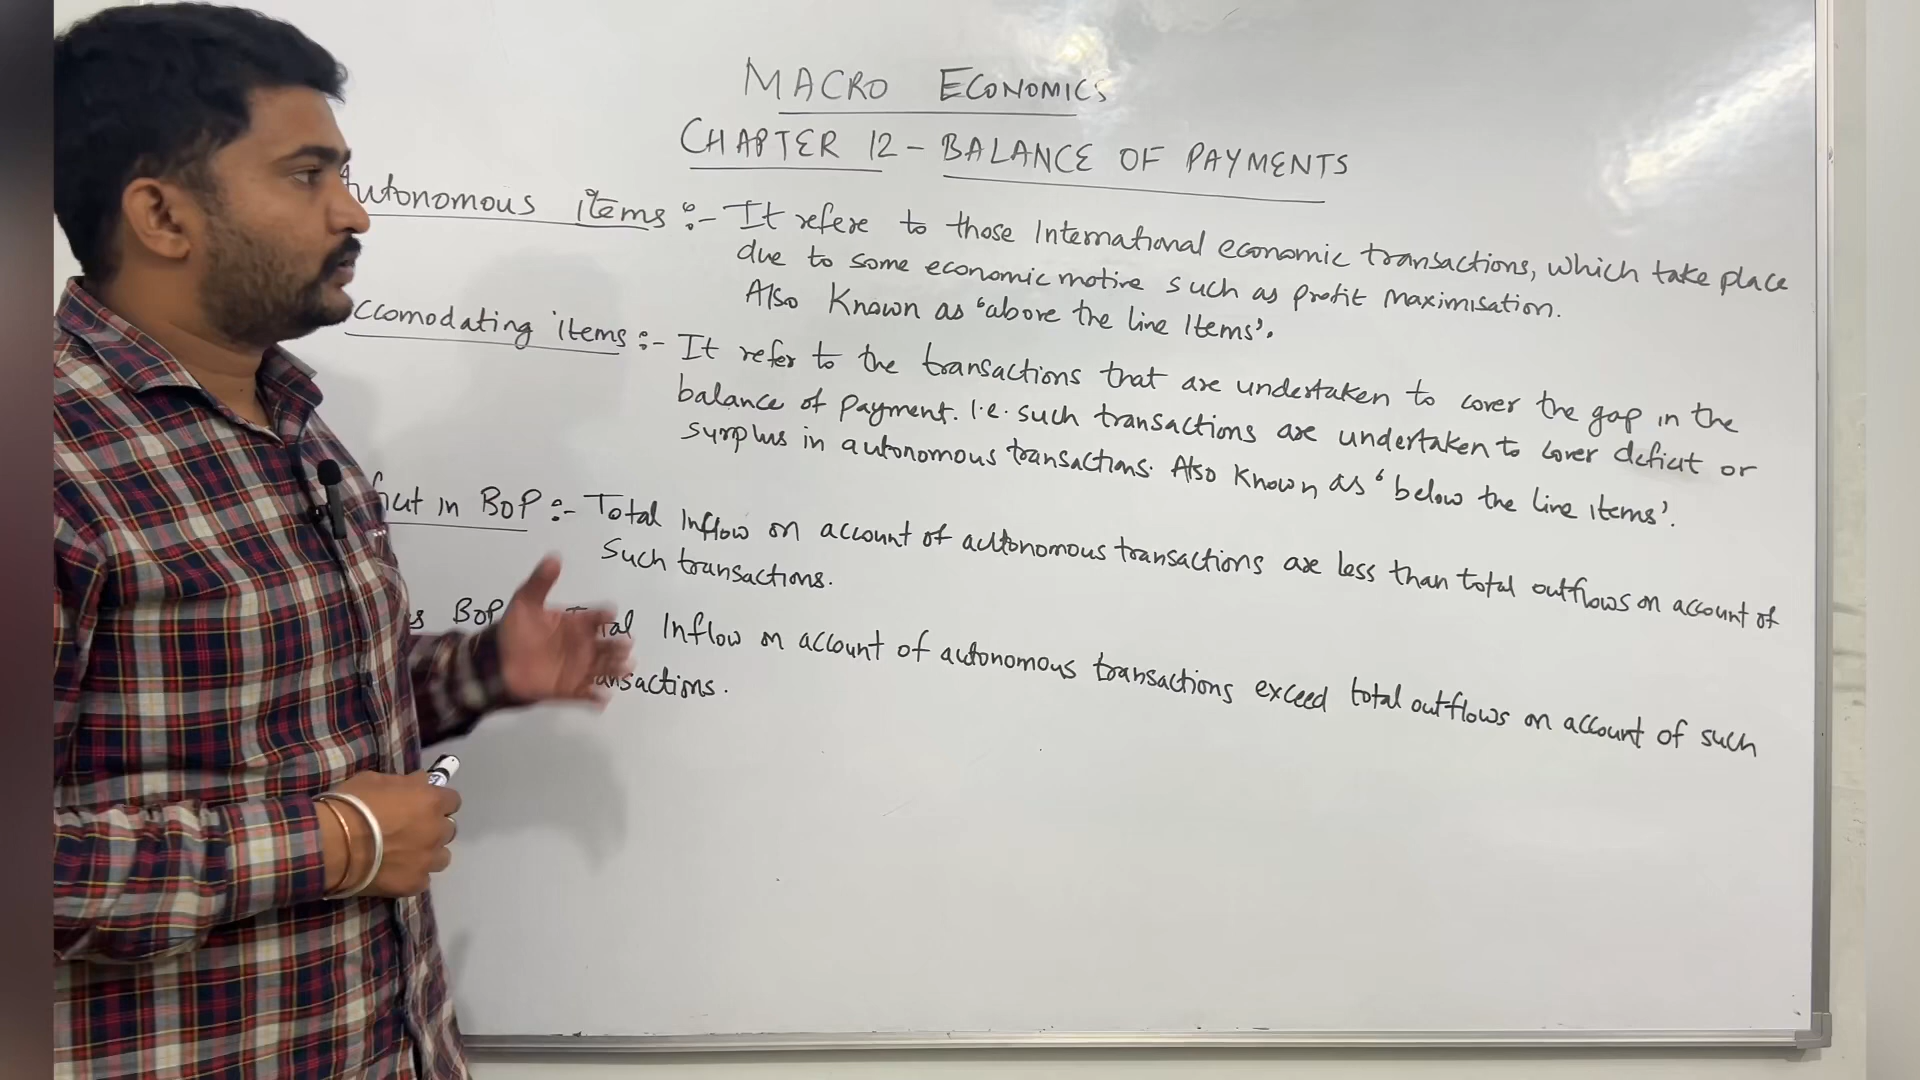 MACRO ECONOMICS
CHAPTER 12 - BALANCE OF PAYMENTS
Autonomous items :- It refere to those International economic transactions, which take place
due to some economic motive such as profit Maximisation.
Also Known as 'above the line Items'.
ccomodating items :- It refer to the transactions that are undertaken to cover the gap in the
balance of payment. I.e. such transactions are undertaken to cover deficit or
surplus in autonomous transactions. Also Known as 'below the line items'.
in BOP :- Total Inflow on account of autonomous transactions are less than total outflows on account of
Such transactions.
BOP Inflow on account of autonomous transactions exceed total outflows on account of such
ansactions.